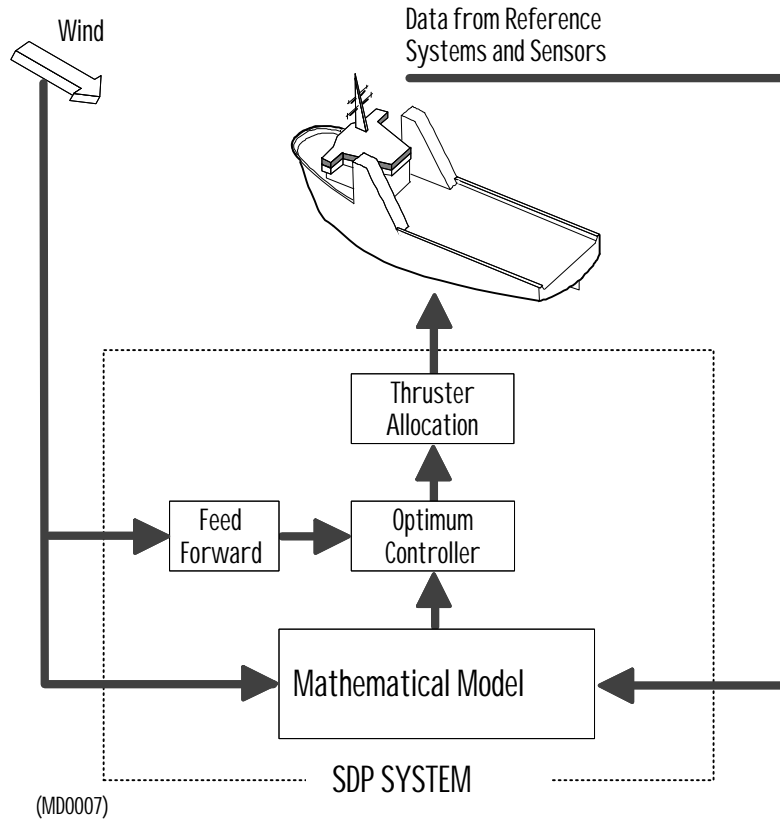 Wind
Data from Reference
Systems and Sensors
Thruster
Allocation
Feed
Forward
Optimum
Controller
Mathematical Model
SDP SYSTEM
(MD0007)